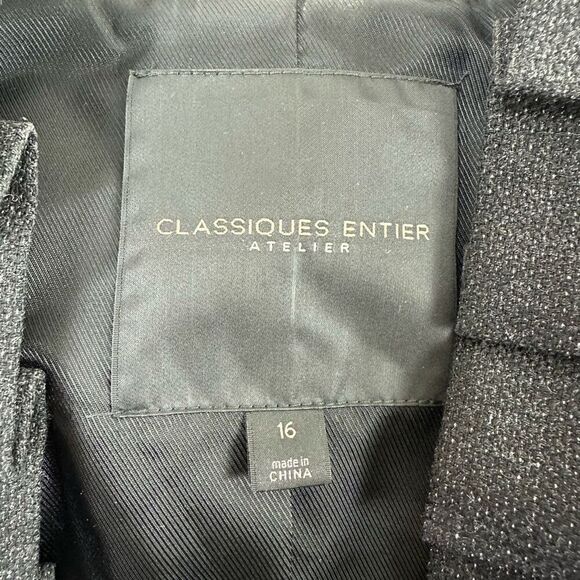 CLASSIQUES ENTIER
ATELIER
16
made in
CHINA